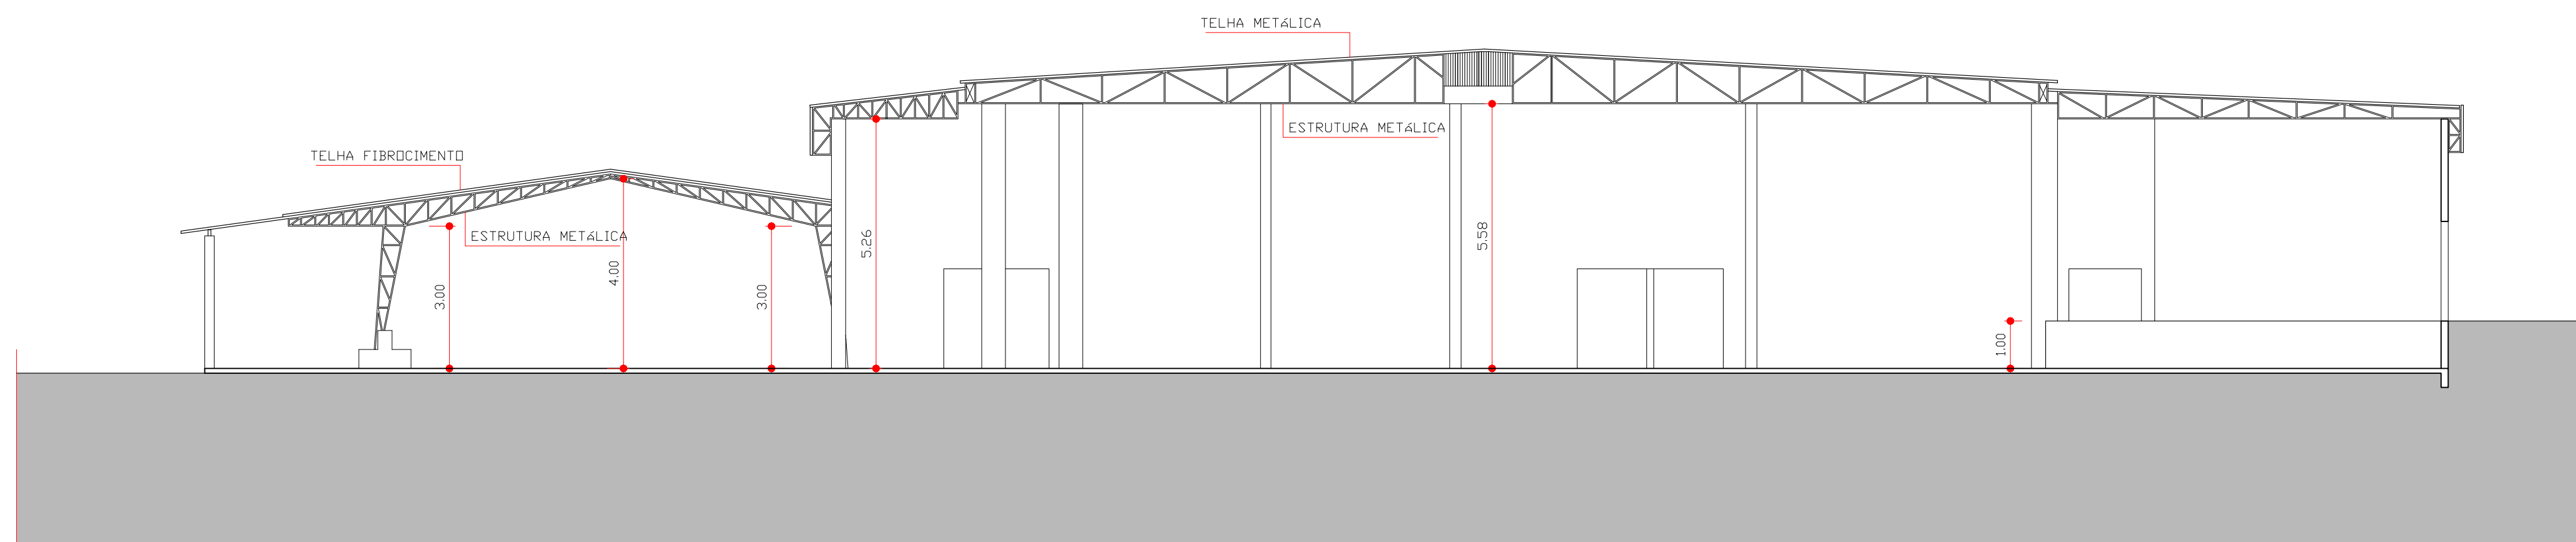 TELHA METáLICA
ESTRUTURA METáLICA
TELHA FIBROCIMENTO
ESTRUTURA METáLICA
3.00
4.00
3.00
5.26
5.58
1.00